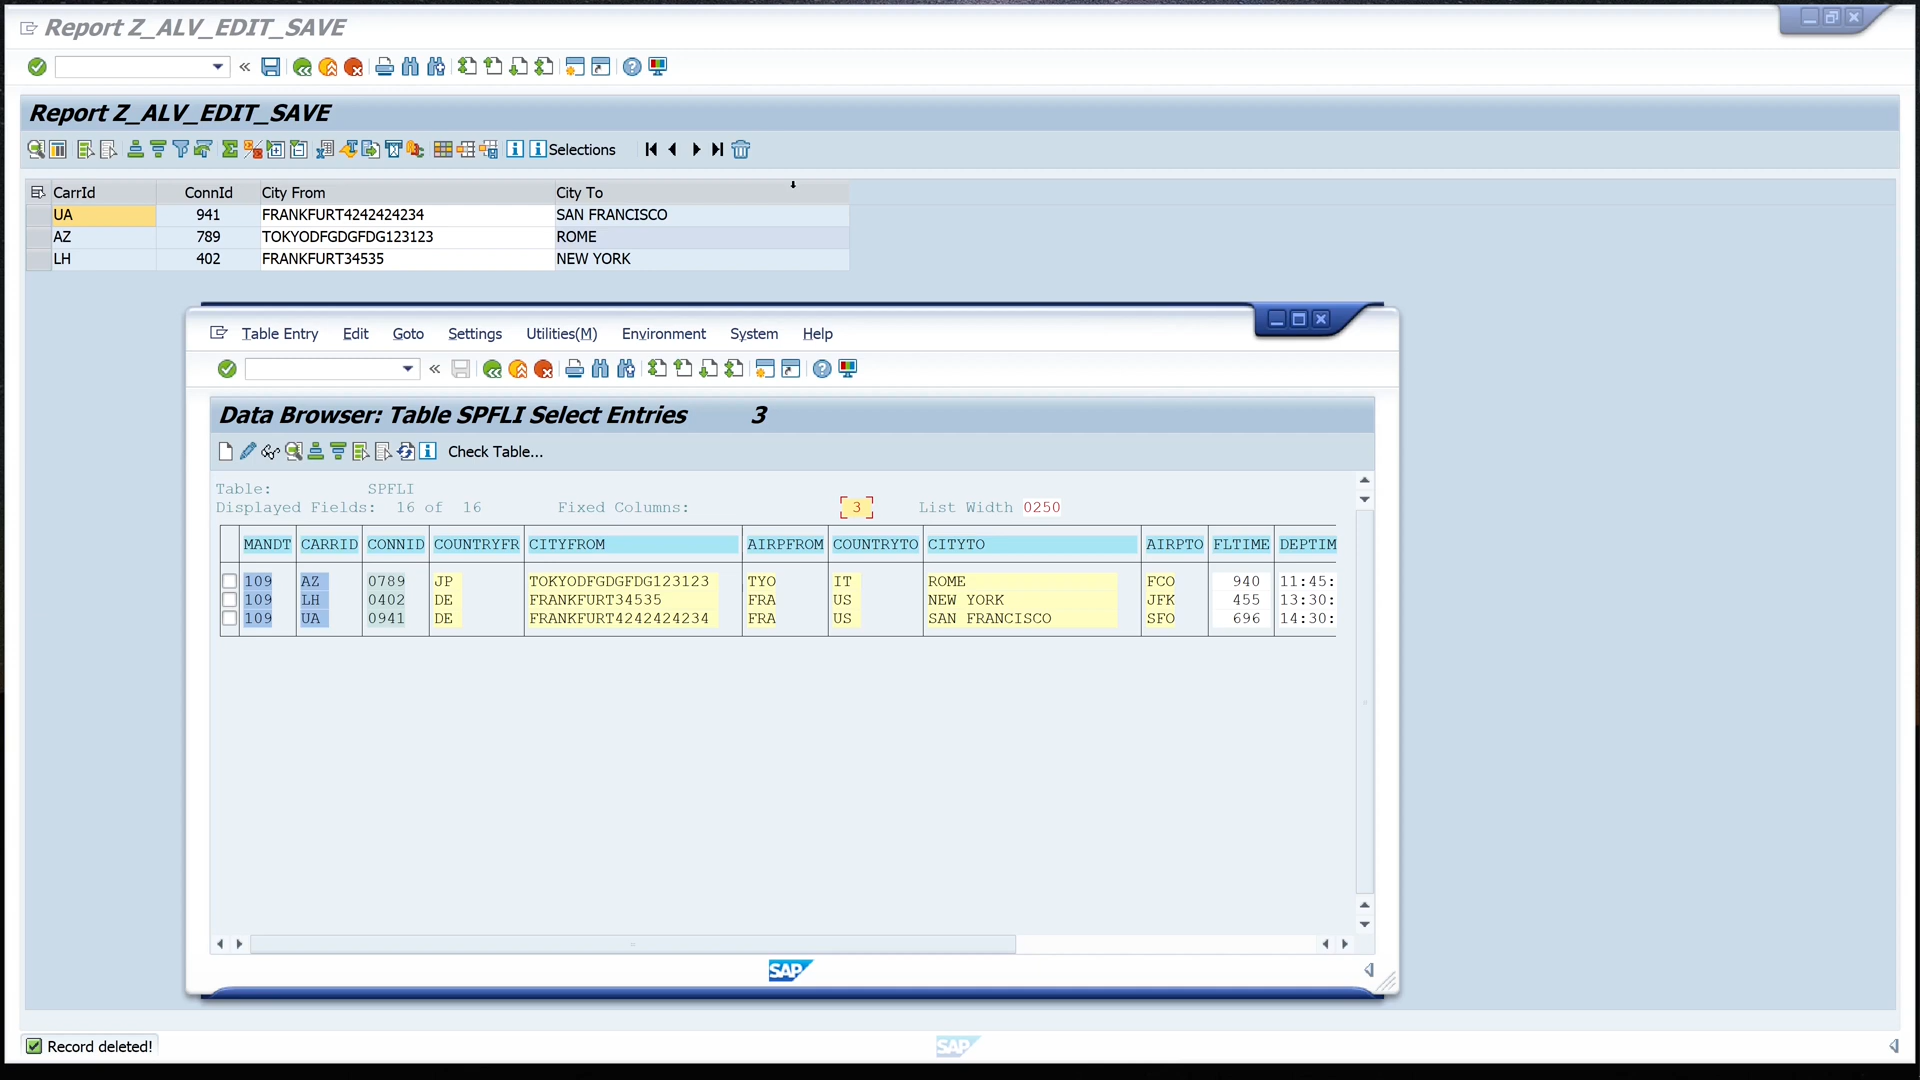 Report Z_ALV_EDIT_SAVE
Report Z_ALV_EDIT_SAVE
Selections
CarrId ConnId City From City To
UA 941 FRANKFURT4242424234 SAN FRANCISCO
AZ 789 TOKYODFGDGFDG123123 ROME
LH 402 FRANKFURT34535 NEW YORK
Table Entry Edit Goto Settings Utilities(M) Environment System Help
Data Browser: Table SPFLI Select Entries 3
Check Table...
Table: SPFLI
Displayed Fields: 16 of 16 Fixed Columns: 3 List Width 0250
MANDT CARRID CONNID COUNTRYFR CITYFROM AIRPFROM COUNTRYTO CITYTO AIRPTO FLTIME DEPTIM
109 AZ 0789 JP TOKYODFGDGFDG123123 TYO IT ROME FCO 940 11:45:
109 LH 0402 DE FRANKFURT34535 FRA US NEW YORK JFK 455 13:30:
109 UA 0941 DE FRANKFURT4242424234 FRA US SAN FRANCISCO SFO 696 14:30:
SAP
Record deleted!
SAP